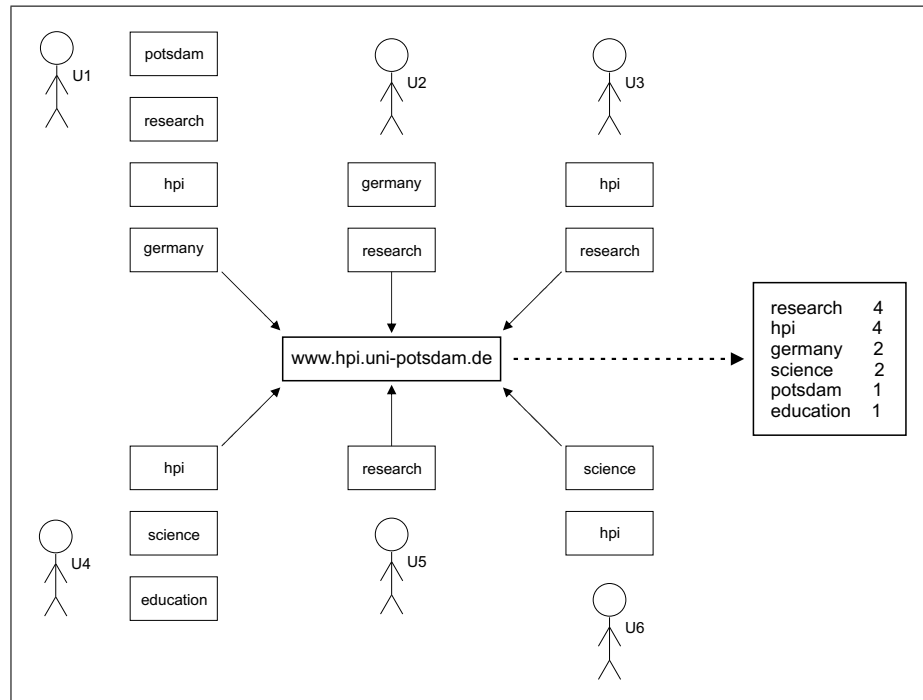 U1
potsdam
research
hpi
germany
U2
germany
research
U3
hpi
research
www.hpi.uni-potsdam.de
research 4
hpi 4
germany 2
science 2
potsdam 1
education 1
U4
hpi
science
education
research
U5
science
hpi
U6